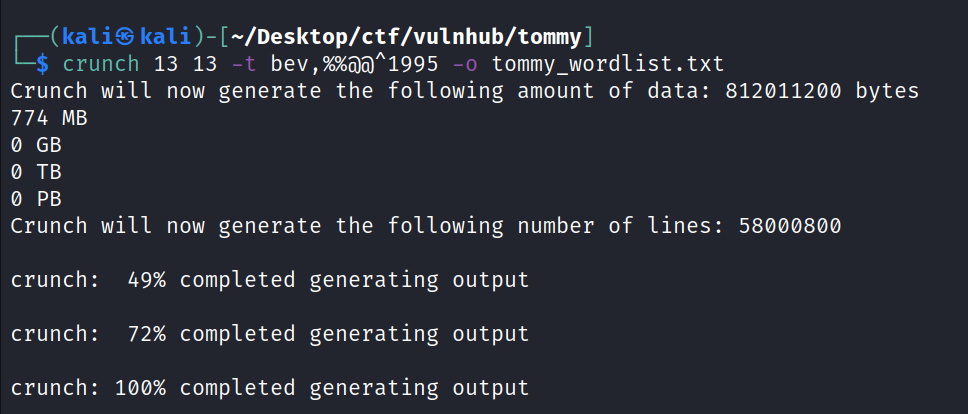 ┌──(kali㉿kali)-[~/Desktop/ctf/vulnhub/tommy]
└─$ crunch 13 13 -t bev,%%@@^1995 -o tommy_wordlist.txt
Crunch will now generate the following amount of data: 812011200 bytes
774 MB
0 GB
0 TB
0 PB
Crunch will now generate the following number of lines: 58000800
crunch:  49% completed generating output
crunch:  72% completed generating output
crunch: 100% completed generating output